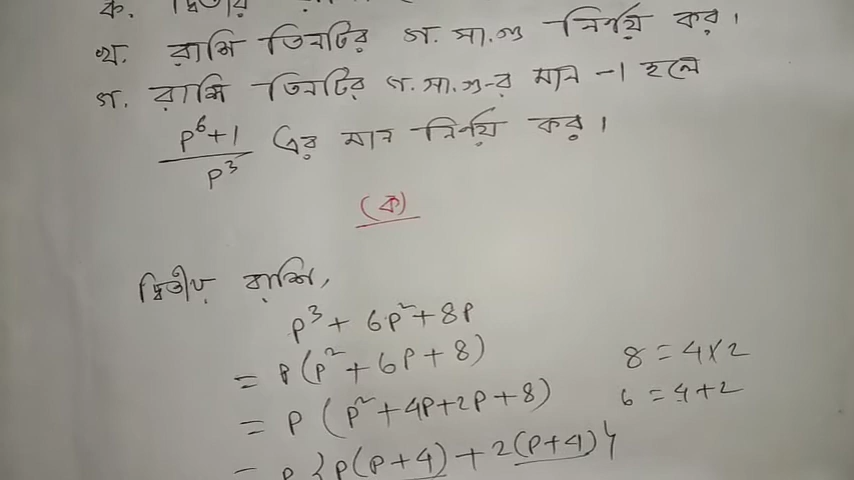 ক. দ্বিতীয়
খ. রাশি তিনটির গ. সা. গু নির্ণয় কর।
গ. রাশি তিনটির গ. সা. গু-র মান -1 হলে
p⁶+1 / p³ এর মান নির্ণয় কর।
(ক)
দ্বিতীয় রাশি,
p³ + 6p² + 8p
= p(p² + 6p + 8) 8 = 4 x 2
= p (p² + 4p + 2p + 8) 6 = 4 + 2
= p {p(p + 4) + 2(p + 4)}